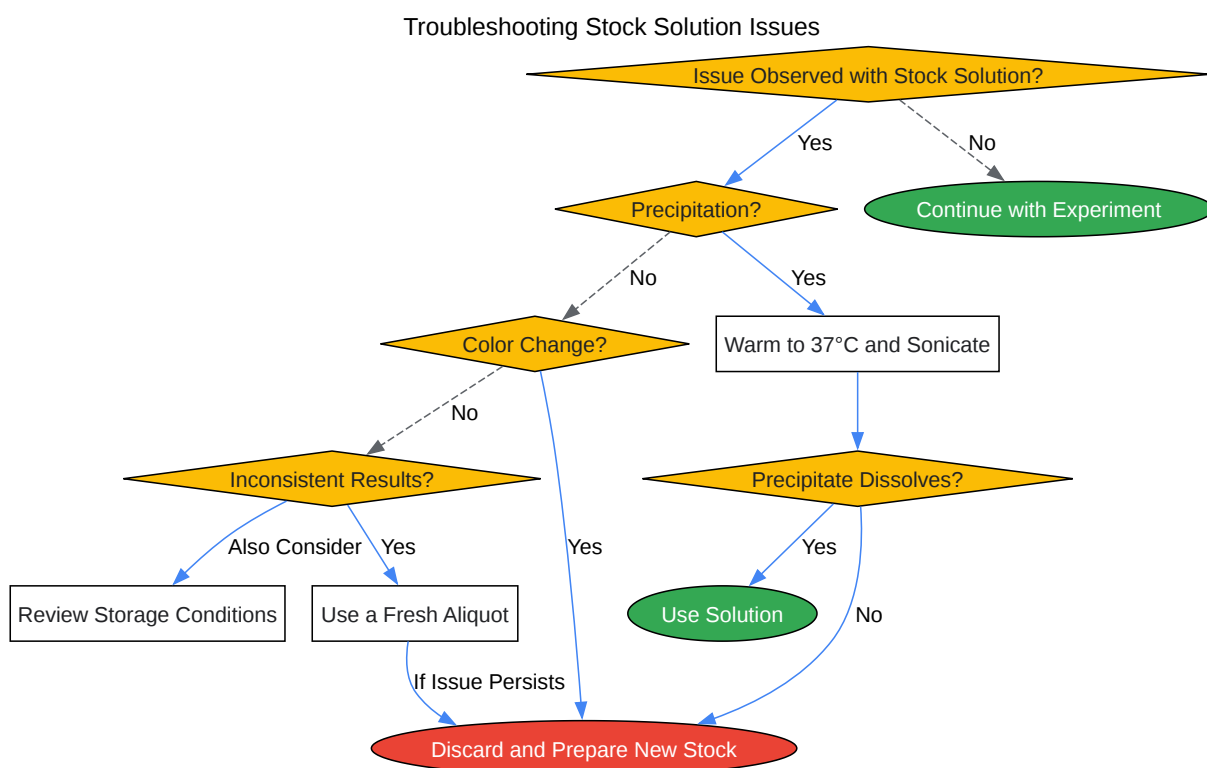 Troubleshooting Stock Solution Issues
Issue Observed with Stock Solution?
Yes
No
Precipitation?
Continue with Experiment
No
Yes
Color Change?
Warm to 37°C and Sonicate
No
Inconsistent Results?
Precipitate Dissolves?
Also Consider
Yes
Yes
Yes
Review Storage Conditions
Use a Fresh Aliquot
Use Solution
No
If Issue Persists
Discard and Prepare New Stock